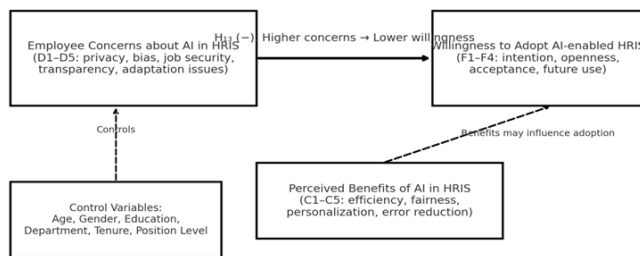 H₁₃ (−): Higher concerns → Lower willingness
Employee Concerns about AI in HRIS
(D1–D5: privacy, bias, job security,
transparency, adaptation issues)
Willingness to Adopt AI-enabled HRIS
(F1–F4: intention, openness,
acceptance, future use)
Controls
Benefits may influence adoption
Control Variables:
Age, Gender, Education,
Department, Tenure, Position Level
Perceived Benefits of AI in HRIS
(C1–C5: efficiency, fairness,
personalization, error reduction)